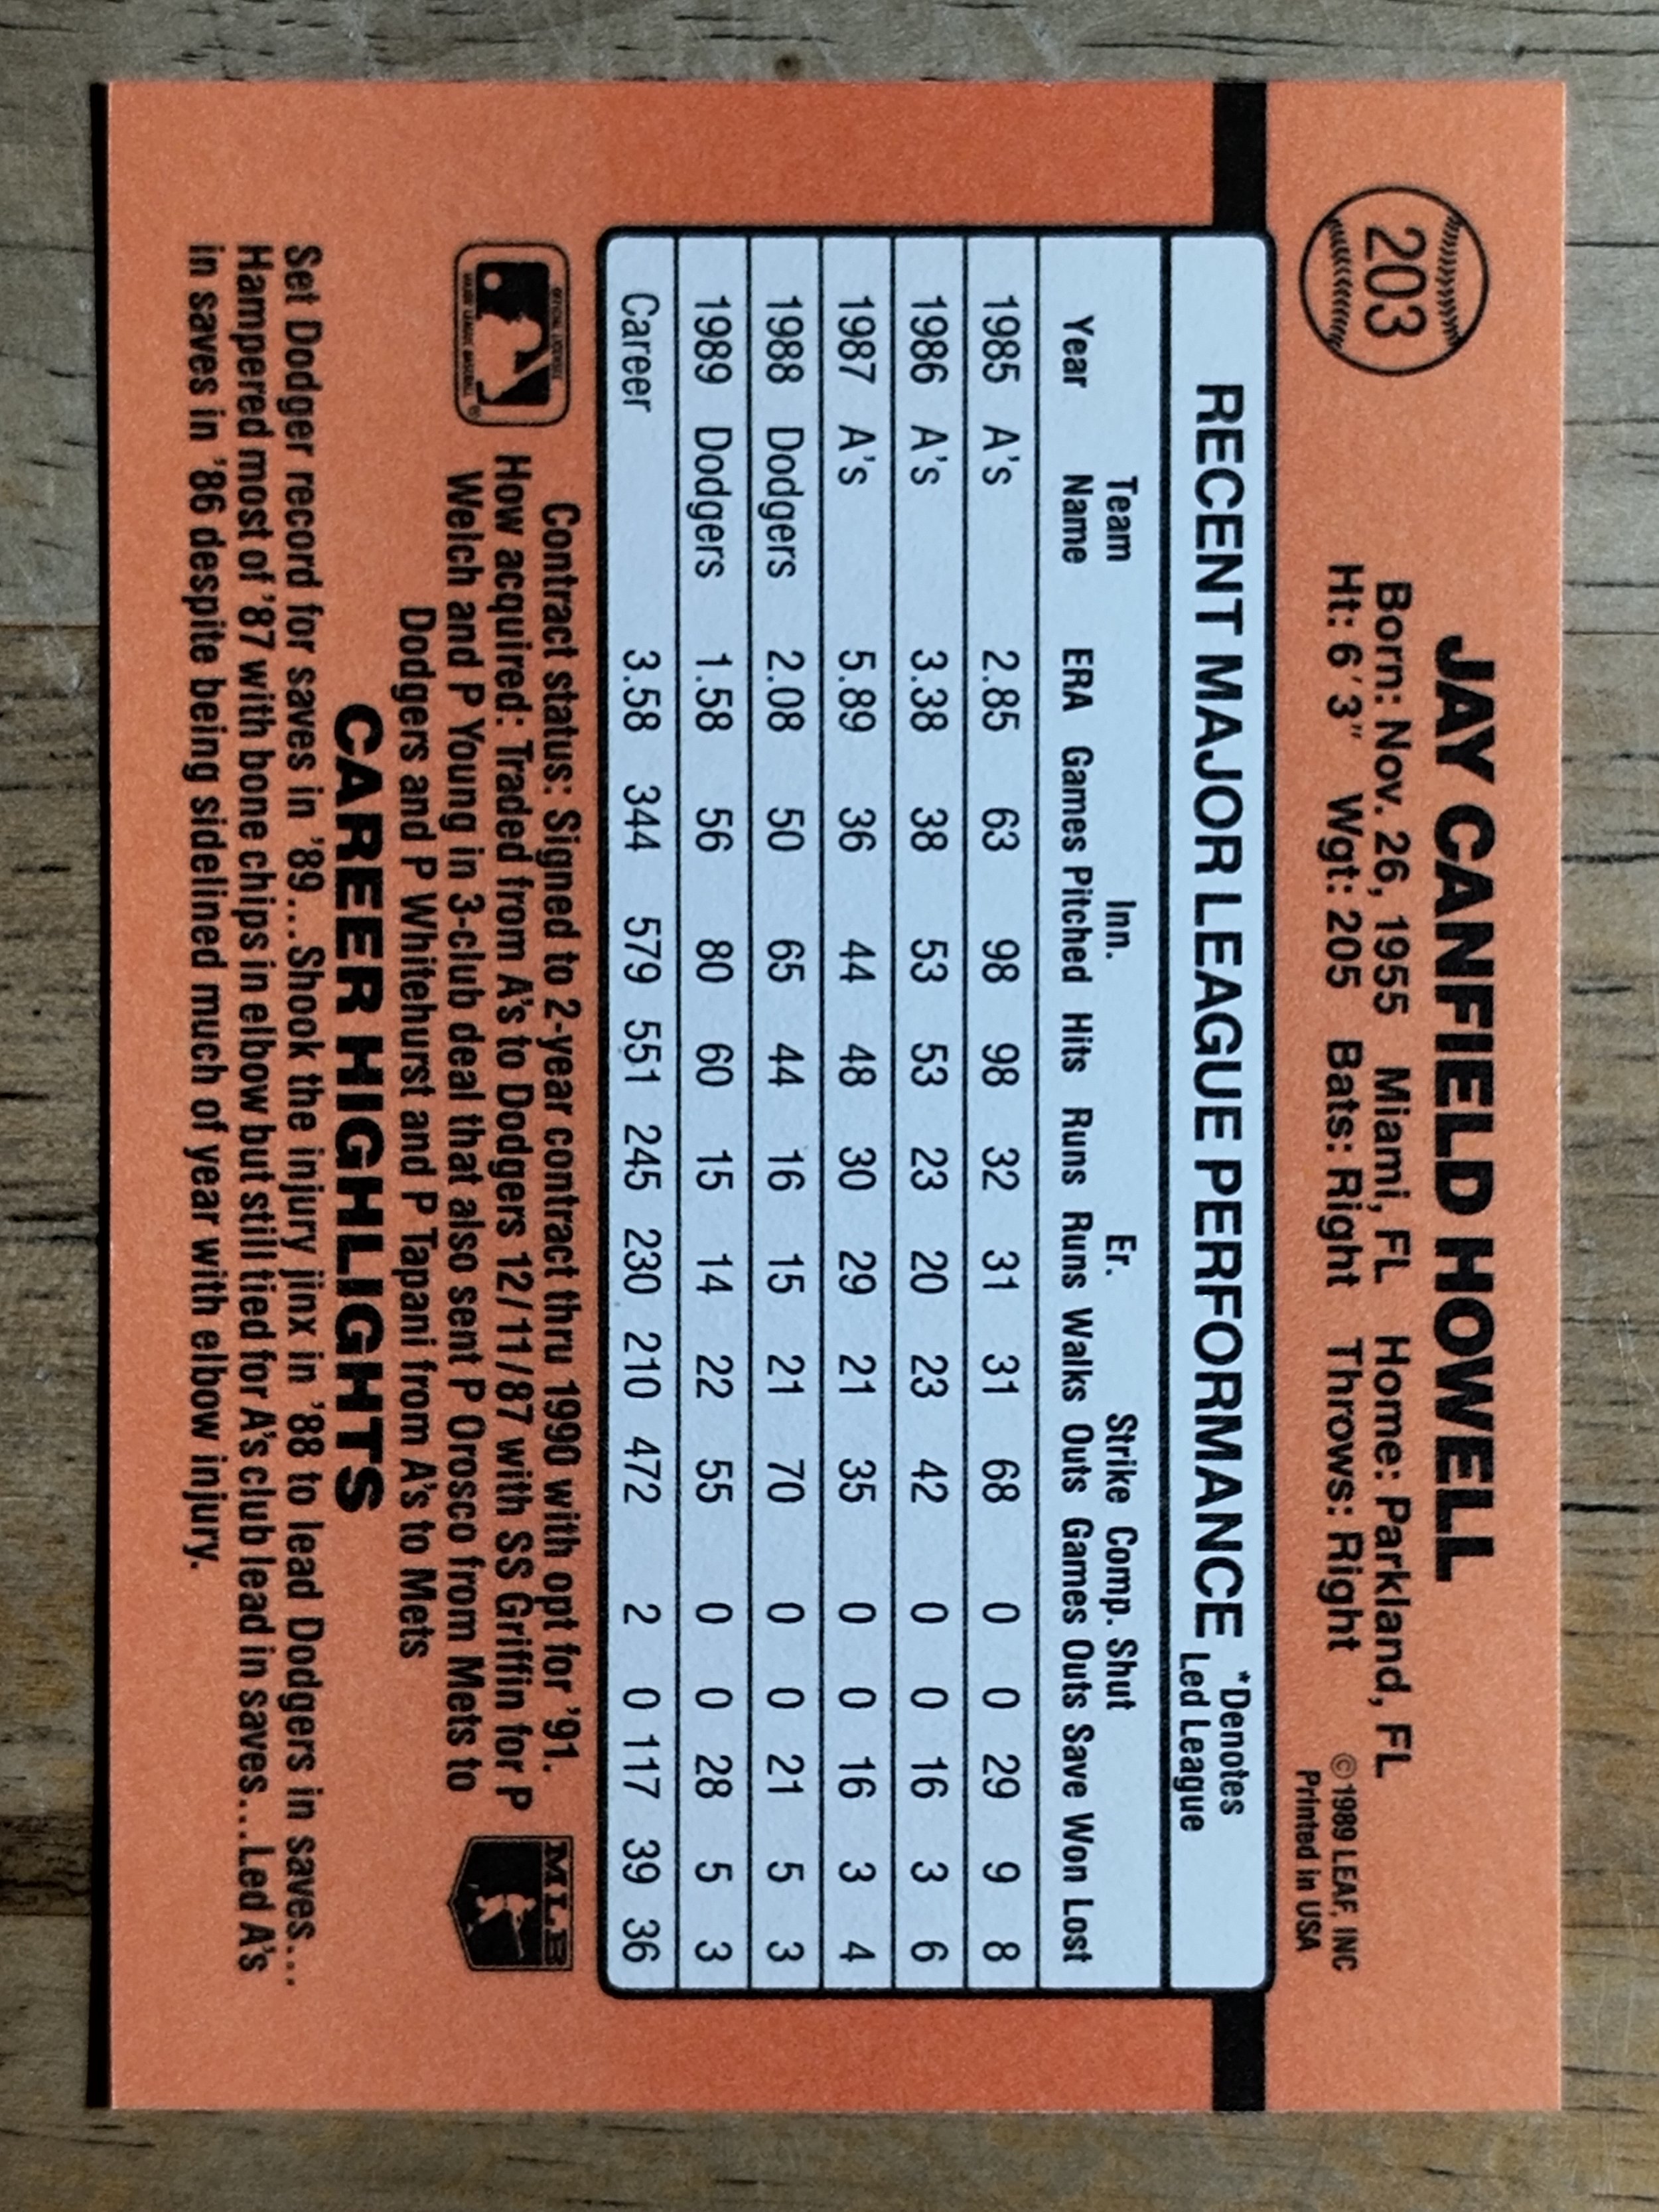 203
JAY CANFIELD HOWELL
Born: Nov. 26, 1955 Miami, FL Home: Parkland, FL
Ht: 6'3" Wgt: 205 Bats: Right Throws: Right
©1989 LEAF, INC
Printed in USA
RECENT MAJOR LEAGUE PERFORMANCE *Denotes
Led League
Team Inn. Er. Strike Comp. Shut
Year Name ERA Games Pitched Hits Runs Runs Walks Outs Games Outs Save Won Lost
1985 A's 2.85 63 98 98 32 31 31 68 0 0 29 9 8
1986 A's 3.38 38 53 53 23 20 23 42 0 0 16 3 6
1987 A's 5.89 36 44 48 30 29 21 35 0 0 16 3 4
1988 Dodgers 2.08 50 65 44 16 15 21 70 0 0 21 5 3
1989 Dodgers 1.58 56 80 60 15 14 22 55 0 0 28 5 3
Career 3.58 344 579 551 245 230 210 472 2 0 117 39 36
Contract status: Signed to 2-year contract thru 1990 with opt for '91.
How acquired: Traded from A's to Dodgers 12/11/87 with SS Griffin for P
Welch and P Young in 3-club deal that also sent P Orosco from Mets to
Dodgers and P Whitehurst and P Tapani from A's to Mets
MLB
CAREER HIGHLIGHTS
Set Dodger record for saves in '89...Shook the injury jinx in '88 to lead Dodgers in saves...
Hampered most of '87 with bone chips in elbow but still tied for A's club lead in saves...Led A's
in saves in '86 despite being sidelined much of year with elbow injury.